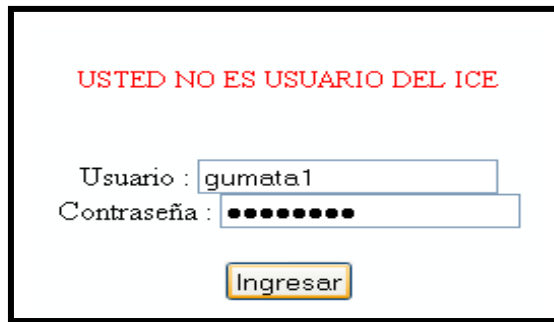 USTED NO ES USUARIO DEL ICE
Usuario : gumata1
Contraseña : ●●●●●●●●
Ingresar